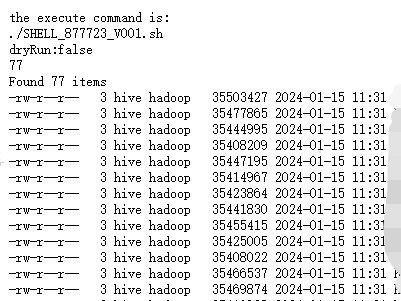 the execute command is:
./SHELL_877723_V001.sh
dryRun:false
77
Found 77 items
-rw-r--r--   3 hive hadoop   35503427 2024-01-15 11:31
-rw-r--r--   3 hive hadoop   35477865 2024-01-15 11:31
-rw-r--r--   3 hive hadoop   35444995 2024-01-15 11:31
-rw-r--r--   3 hive hadoop   35408209 2024-01-15 11:31
-rw-r--r--   3 hive hadoop   35447195 2024-01-15 11:31
-rw-r--r--   3 hive hadoop   35414967 2024-01-15 11:31
-rw-r--r--   3 hive hadoop   35423864 2024-01-15 11:31
-rw-r--r--   3 hive hadoop   35441830 2024-01-15 11:31
-rw-r--r--   3 hive hadoop   35455415 2024-01-15 11:31
-rw-r--r--   3 hive hadoop   35425005 2024-01-15 11:31
-rw-r--r--   3 hive hadoop   35408022 2024-01-15 11:31
-rw-r--r--   3 hive hadoop   35466537 2024-01-15 11:31
-rw-r--r--   3 hive hadoop   35469874 2024-01-15 11:31